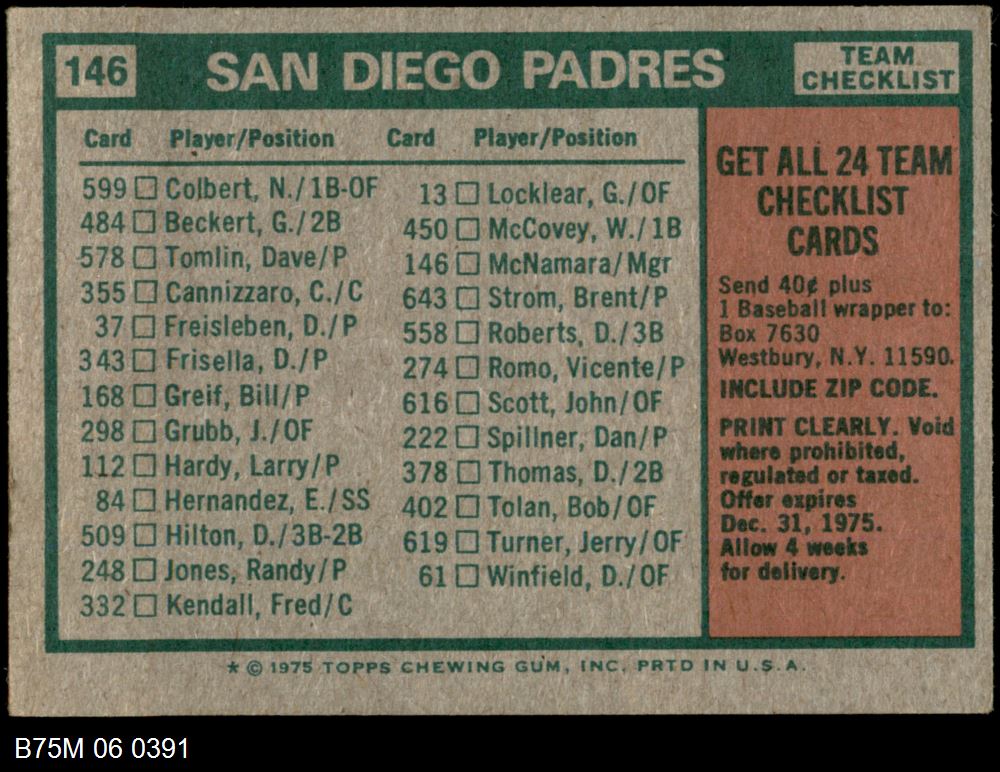 146 SAN DIEGO PADRES TEAM CHECKLIST
Card Player/Position
599 □ Colbert, N./1B-OF
484 □ Beckert, G./2B
578 □ Tomlin, Dave/P
355 □ Cannizzaro, C./C
37 □ Freisleben, D./P
343 □ Frisella, D./P
168 □ Greif, Bill/P
298 □ Grubb, J./OF
112 □ Hardy, Larry/P
84 □ Hernandez, E./SS
509 □ Hilton, D./3B-2B
248 □ Jones, Randy/P
332 □ Kendall, Fred/C
Card Player/Position
13 □ Locklear, G./OF
450 □ McCovey, W./1B
146 □ McNamara/Mgr
643 □ Strom, Brent/P
558 □ Roberts, D./3B
274 □ Romo, Vicente/P
616 □ Scott, John/OF
222 □ Spillner, Dan/P
378 □ Thomas, D./2B
402 □ Tolan, Bob/OF
619 □ Turner, Jerry/OF
61 □ Winfield, D./OF
GET ALL 24 TEAM
CHECKLIST
CARDS
Send 40¢ plus
1 Baseball wrapper to:
Box 7630
Westbury, N.Y. 11590.
INCLUDE ZIP CODE.
PRINT CLEARLY. Void
where prohibited,
regulated or taxed.
Offer expires
Dec. 31, 1975.
Allow 4 weeks
for delivery.
* © 1975 TOPPS CHEWING GUM, INC. PRTD IN U.S.A.
B75M 06 0391